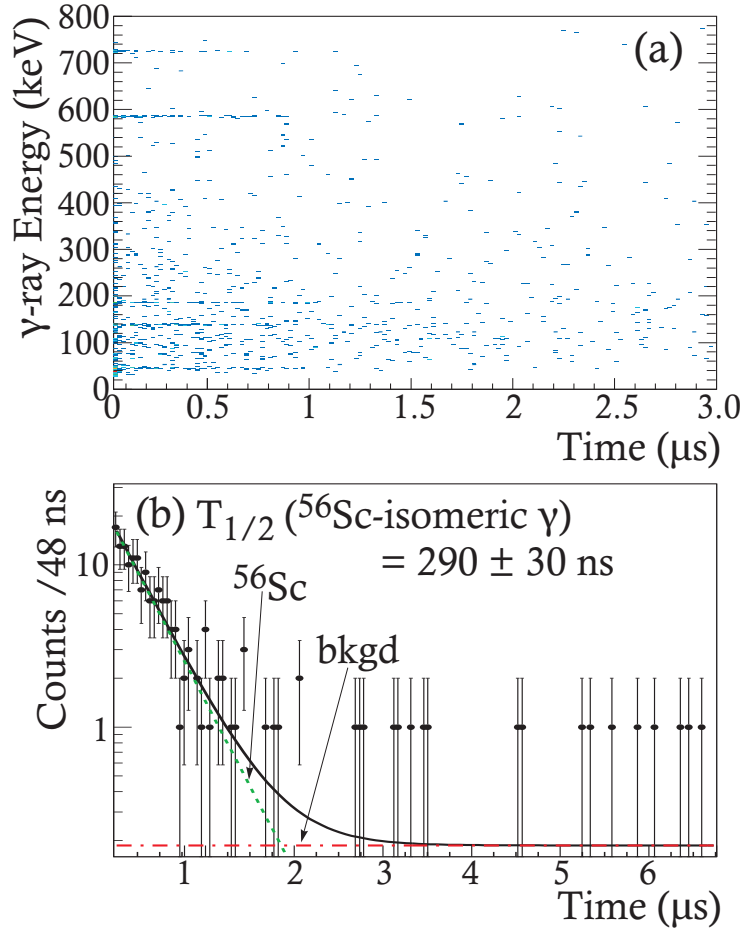 800
700
600
500
400
300
200
100
0
γ-ray Energy (keV)
(a)
0 0.5 1 1.5 2 2.5 3.0
Time (μs)
(b) T1/2 (56Sc-isomeric γ)
= 290 ± 30 ns
56Sc
bkgd
10
1
Counts /48 ns
1 2 3 4 5 6
Time (μs)